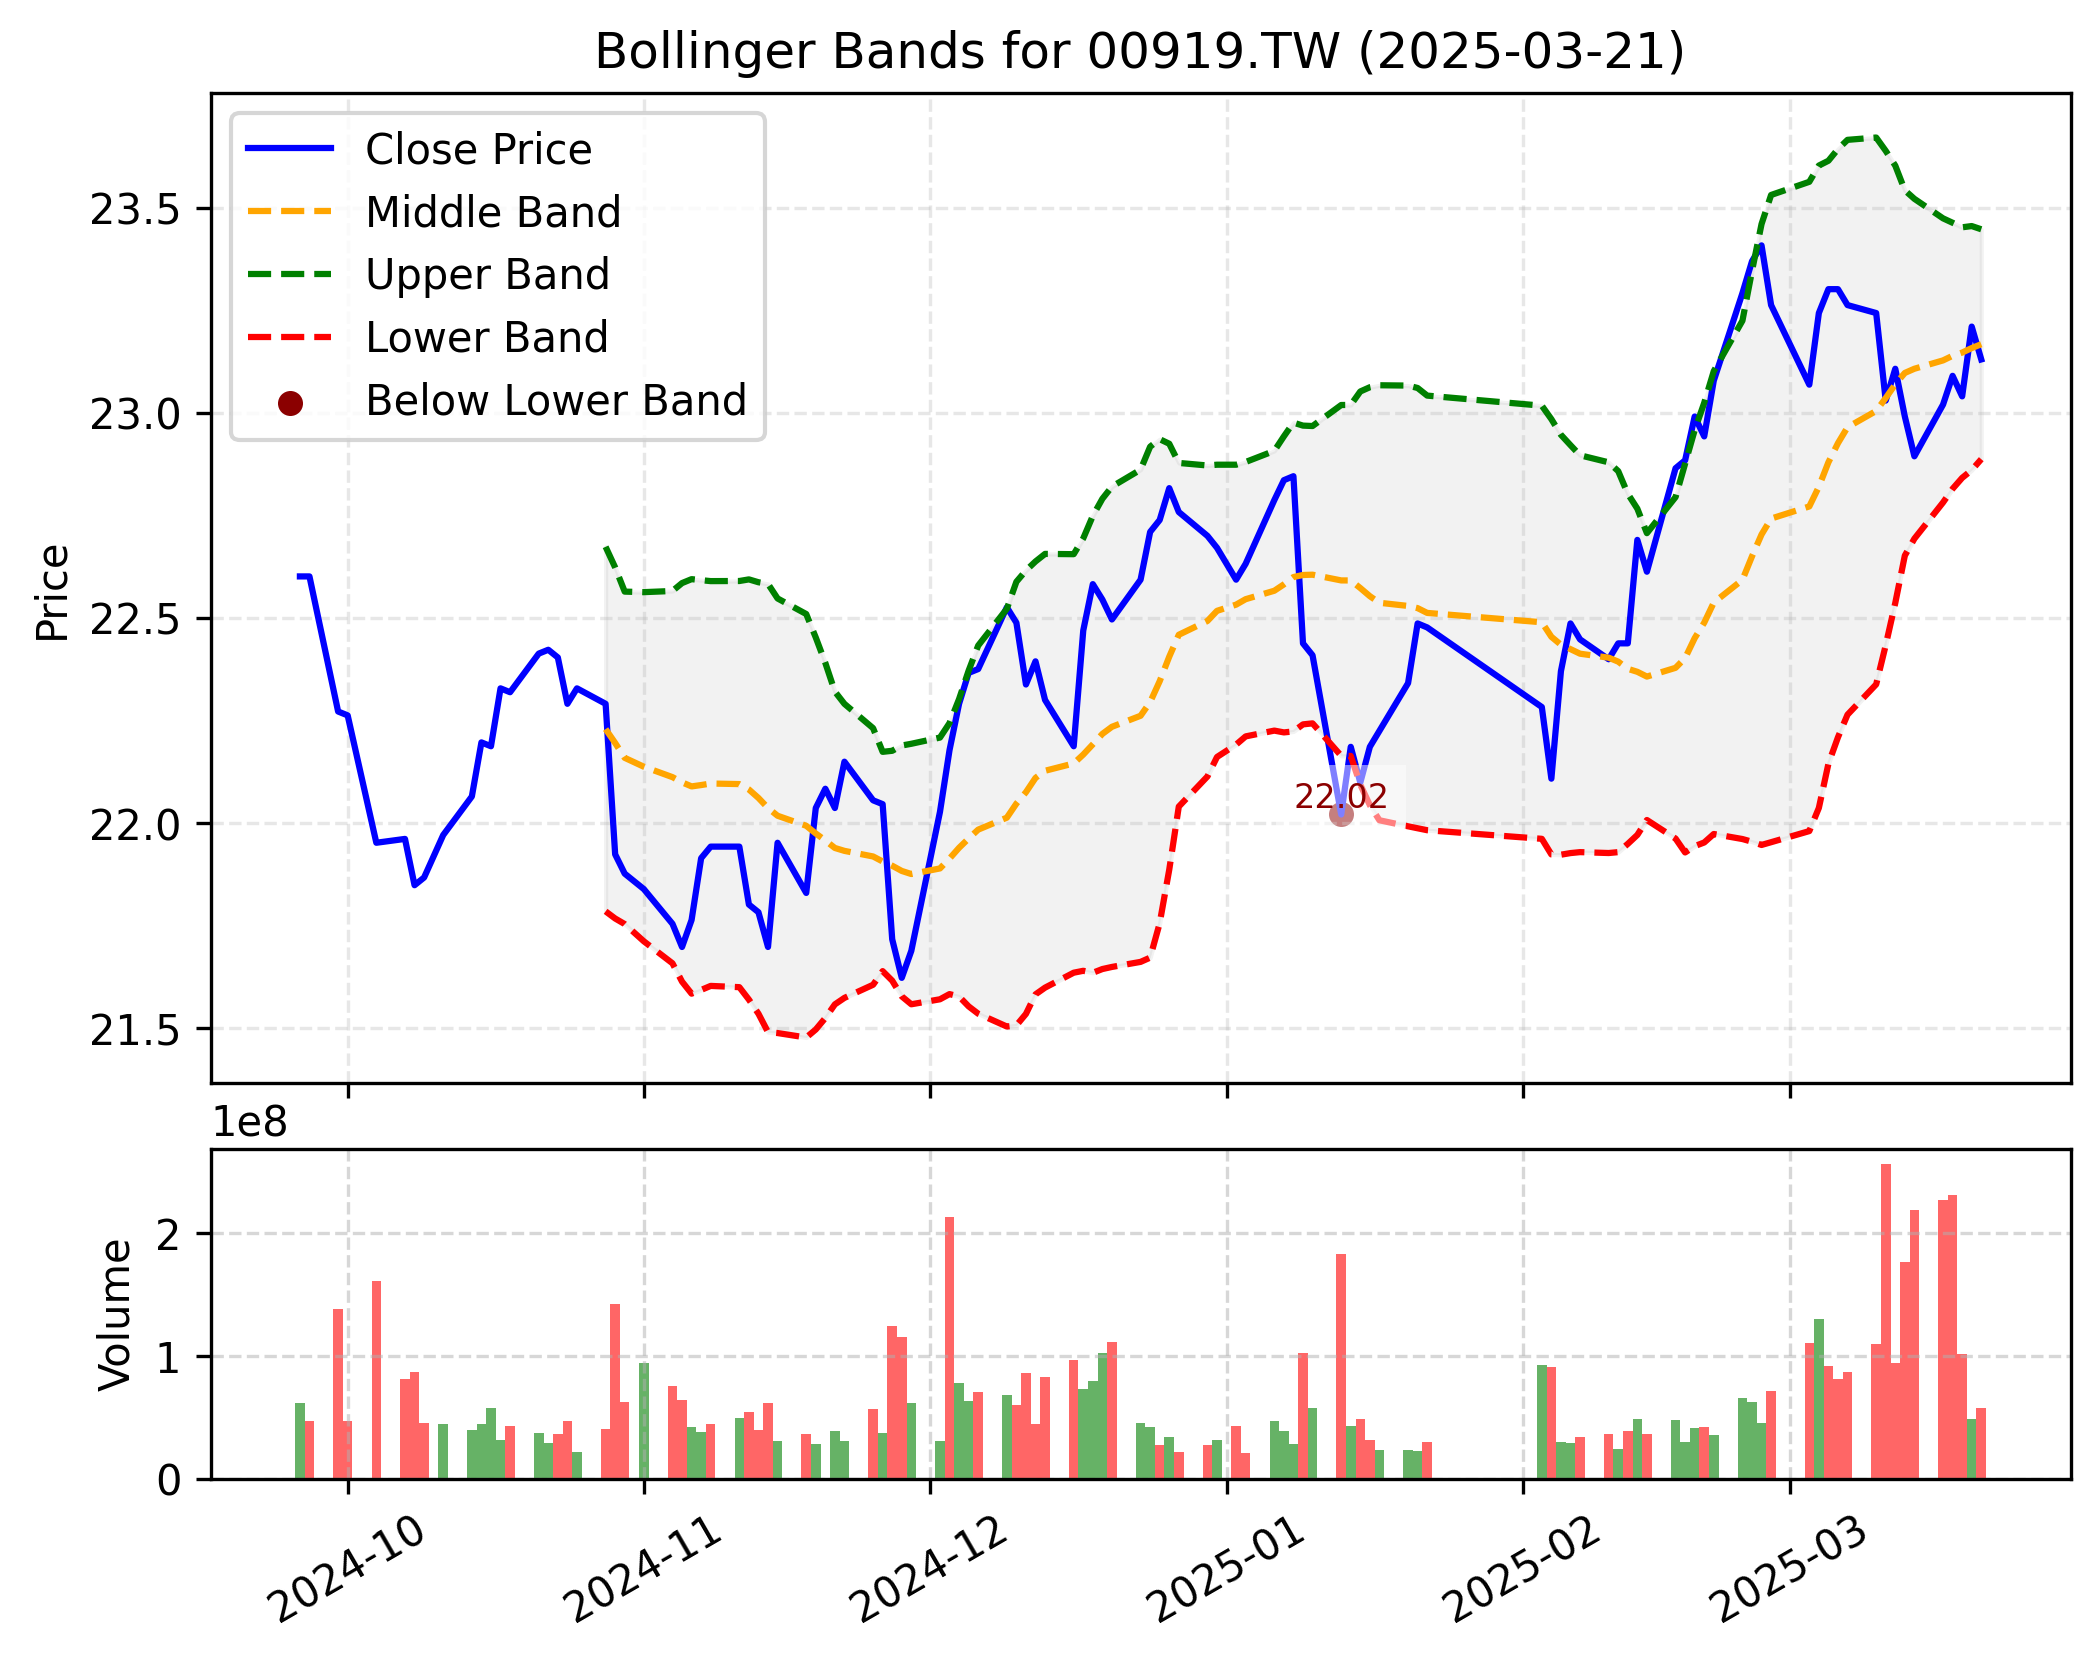 Bollinger Bands for 00919.TW (2025-03-21)
Close Price
Middle Band
Upper Band
Lower Band
Below Lower Band
Price
23.5
23.0
22.5
22.0
21.5
22.02
1e8
Volume
2
1
0
2024-10
2024-11
2024-12
2025-01
2025-02
2025-03